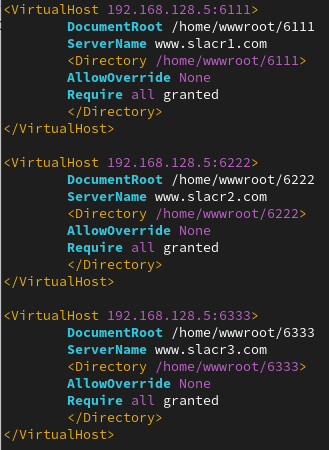 <VirtualHost 192.168.128.5:6111>
DocumentRoot /home/wwwroot/6111
ServerName www.slacr1.com
<Directory /home/wwwroot/6111>
AllowOverride None
Require all granted
</Directory>
</VirtualHost>
<VirtualHost 192.168.128.5:6222>
DocumentRoot /home/wwwroot/6222
ServerName www.slacr2.com
<Directory /home/wwwroot/6222>
AllowOverride None
Require all granted
</Directory>
</VirtualHost>
<VirtualHost 192.168.128.5:6333>
DocumentRoot /home/wwwroot/6333
ServerName www.slacr3.com
<Directory /home/wwwroot/6333>
AllowOverride None
Require all granted
</Directory>
</VirtualHost>